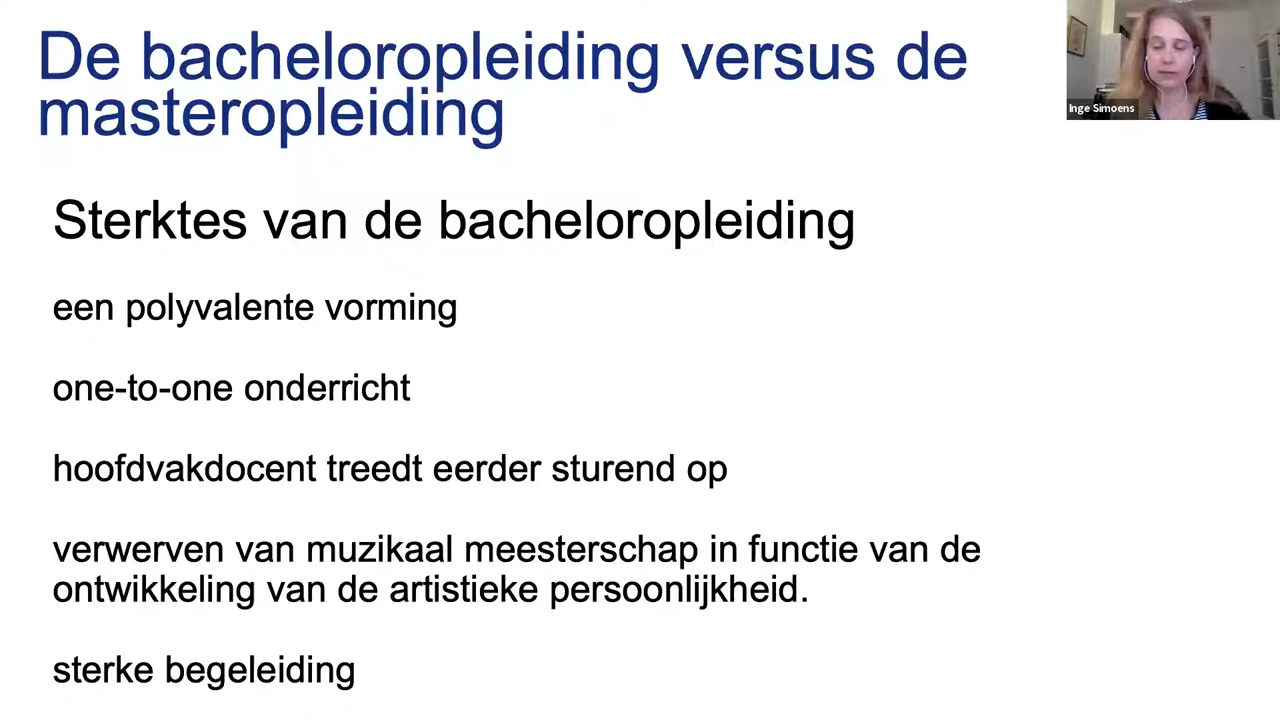 De bacheloropleiding versus de
masteropleiding
Inge Simoens
Sterktes van de bacheloropleiding
een polyvalente vorming
one-to-one onderricht
hoofdvakdocent treedt eerder sturend op
verwerven van muzikaal meesterschap in functie van de
ontwikkeling van de artistieke persoonlijkheid.
sterke begeleiding